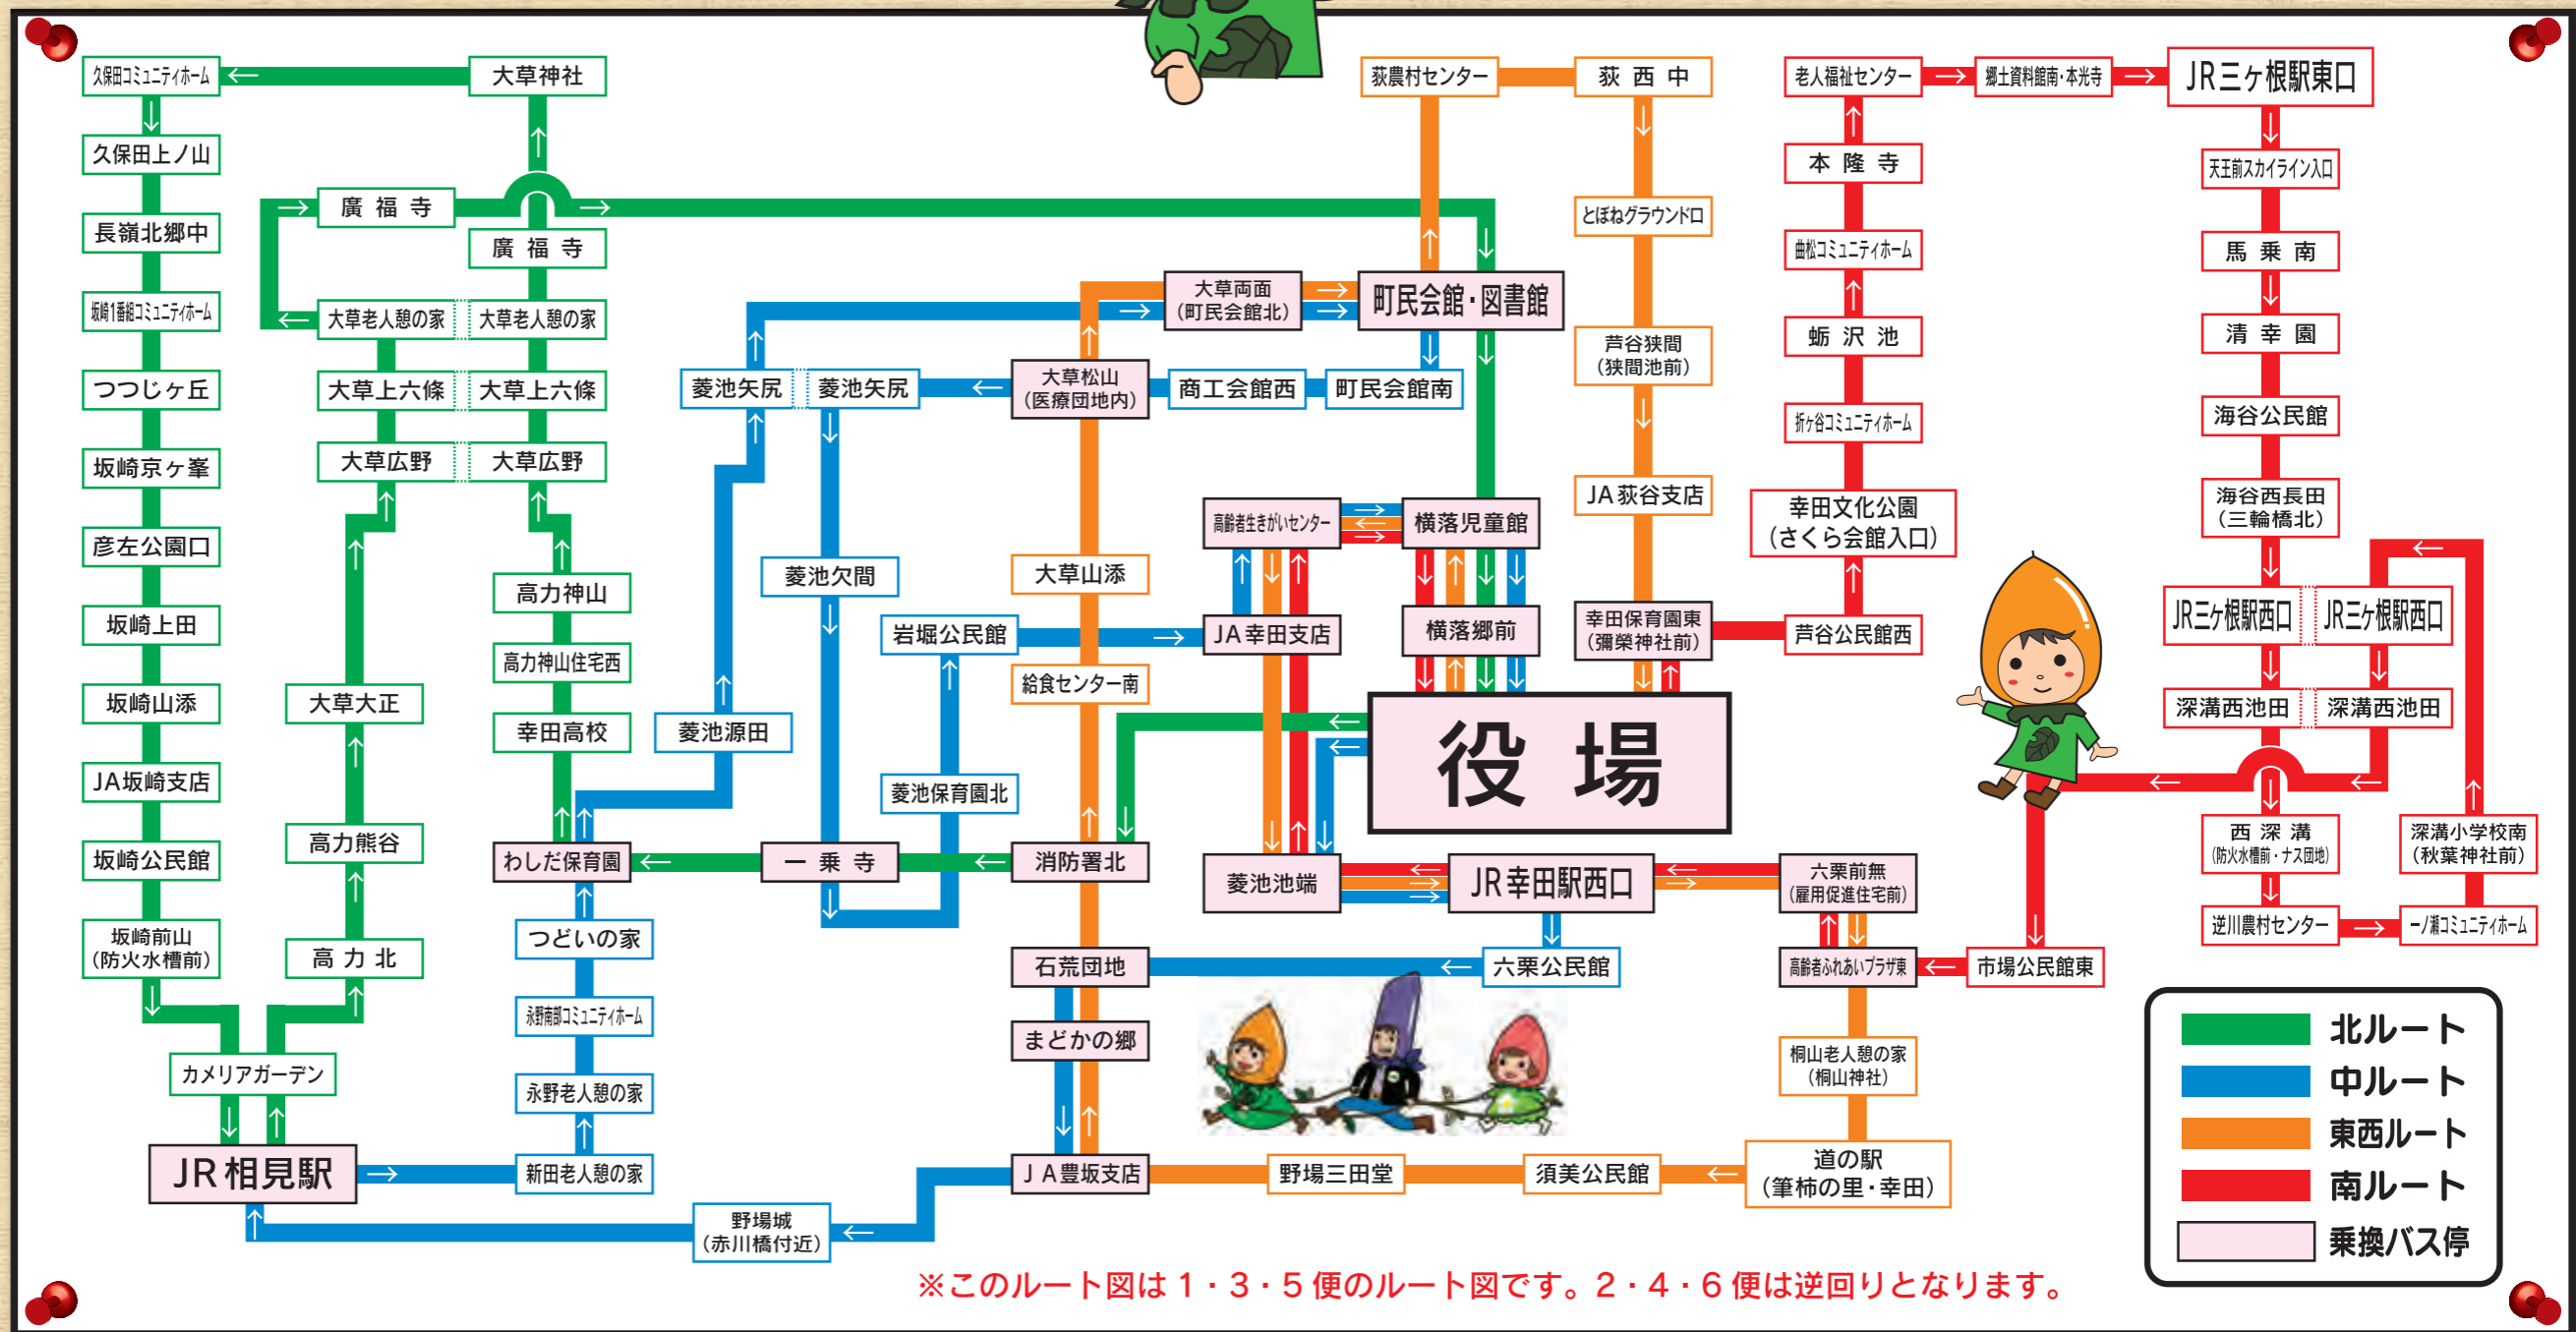 久保田コミュニティホーム
大草神社
荻農村センター
荻西中
老人福祉センター
郷土資料館南・本光寺
JR三ヶ根駅東口
久保田上ノ山
本隆寺
天王前スカイライン入口
廣福寺
長嶺北郷中
廣福寺
とぼねグラウンド口
曲松コミュニティホーム
馬乗南
坂崎1番組コミュニティホーム
大草老人憩の家
大草老人憩の家
大草両面
(町民会館北)
町民会館・図書館
芦谷狭間
(狭間池前)
蛎沢池
清幸園
つつじヶ丘
大草上六條
大草上六條
菱池矢尻
菱池矢尻
大草松山
(医療団地内)
商工会館西
町民会館南
折ヶ谷コミュニティホーム
海谷公民館
坂崎京ヶ峯
大草広野
大草広野
JA荻谷支店
幸田文化公園
(さくら会館入口)
海谷西長田
(三輪橋北)
彦左公園口
高齢者生きがいセンター
横落児童館
高力神山
菱池欠間
大草山添
坂崎上田
岩堀公民館
JA幸田支店
横落郷前
幸田保育園東
(彌榮神社前)
芦谷公民館西
JR三ヶ根駅西口
JR三ヶ根駅西口
高力神山住宅西
給食センター南
坂崎山添
大草大正
幸田高校
菱池源田
役場
深溝西池田
深溝西池田
JA坂崎支店
菱池保育園北
高力熊谷
坂崎公民館
わしだ保育園
一乗寺
消防署北
菱池池端
JR幸田駅西口
六栗前無
(雇用促進住宅前)
西深溝
(防火水槽前・ナス団地)
深溝小学校南
(秋葉神社前)
坂崎前山
(防火水槽前)
高力北
つどいの家
石荒団地
六栗公民館
高齢者ふれあいプラザ東
市場公民館東
逆川農村センター
一ノ瀬コミュニティホーム
永野南部コミュニティホーム
まどかの郷
カメリアガーデン
永野老人憩の家
桐山老人憩の家
(桐山神社)
JR相見駅
新田老人憩の家
JA豊坂支店
野場三田堂
須美公民館
道の駅
(筆柿の里・幸田)
野場城
(赤川橋付近)
北ルート
中ルート
東西ルート
南ルート
乗換バス停
※このルート図は1・3・5便のルート図です。2・4・6便は逆回りとなります。